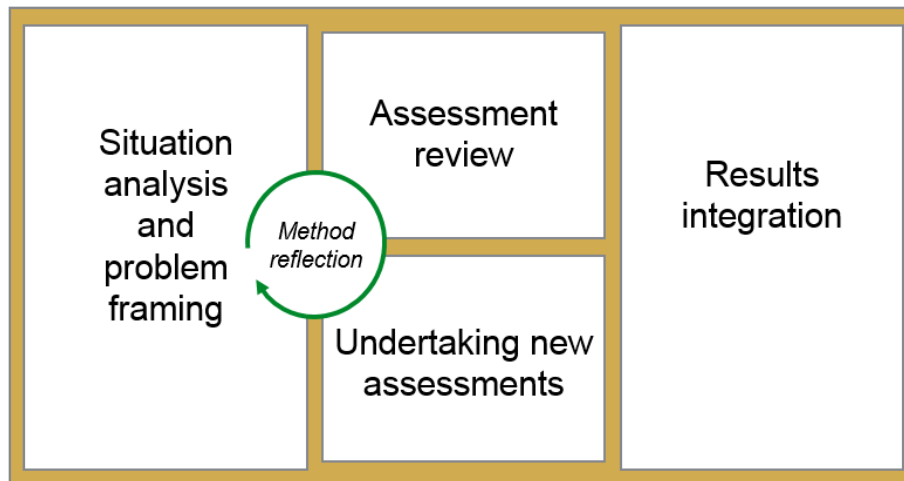 Situation
analysis
and
problem
framing
Method
reflection
Assessment
review
Undertaking new
assessments
Results
integration